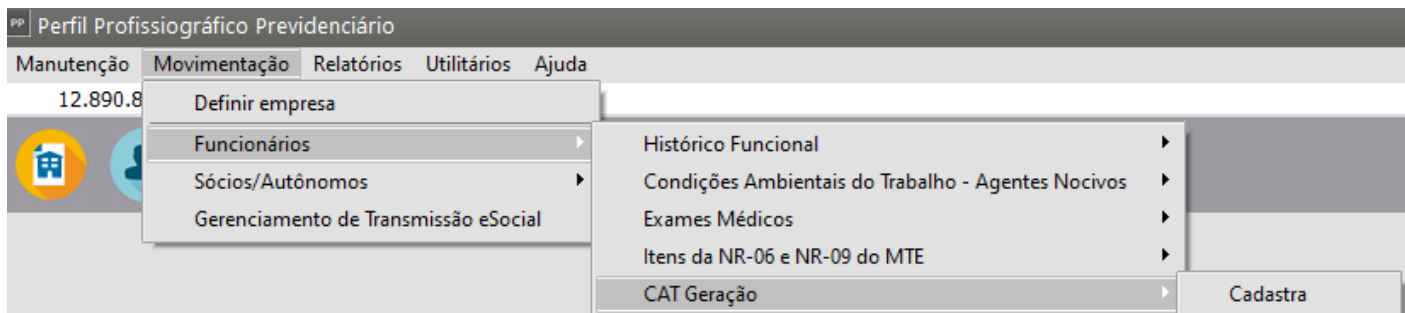 PP Perfil Profissiográfico Previdenciário
Manutenção Movimentação Relatórios Utilitários Ajuda
12.890.8
Definir empresa
Funcionários
Sócios/Autônomos
Gerenciamento de Transmissão eSocial
Histórico Funcional
Condições Ambientais do Trabalho - Agentes Nocivos
Exames Médicos
Itens da NR-06 e NR-09 do MTE
CAT Geração
Cadastra